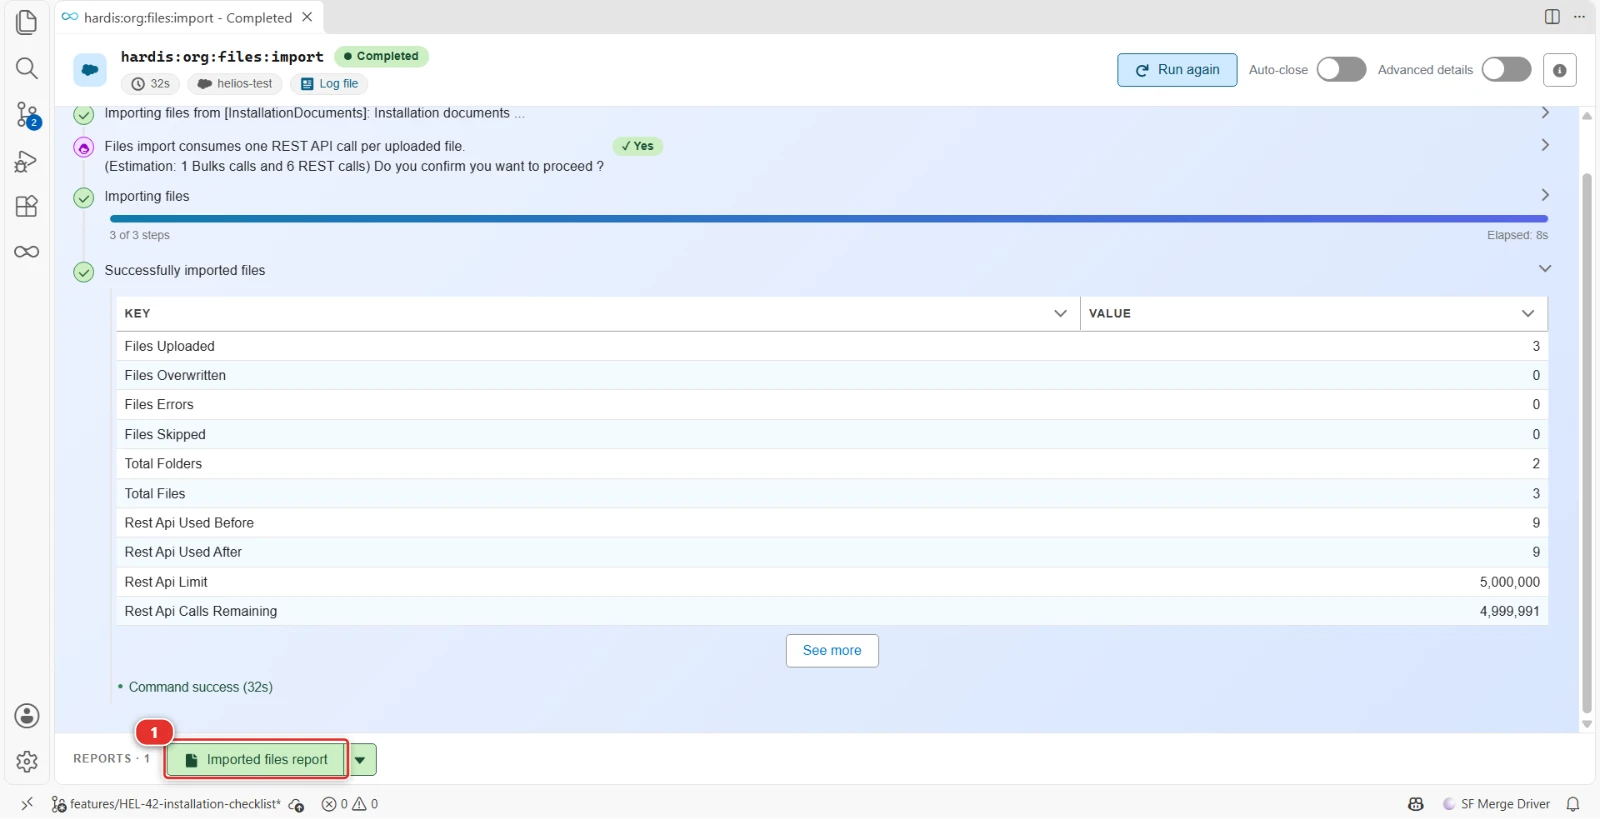 hardis:org:files:import - Completed
hardis:org:files:import
Completed
32s
helios-test
Log file
Run again
Auto-close
Advanced details
2
Importing files from [InstallationDocuments]: Installation documents ...
Files import consumes one REST API call per uploaded file.
(Estimation: 1 Bulks calls and 6 REST calls) Do you confirm you want to proceed ?
✓ Yes
Importing files
3 of 3 steps
Elapsed: 8s
Successfully imported files
KEY VALUE
Files Uploaded 3
Files Overwritten 0
Files Errors 0
Files Skipped 0
Total Folders 2
Total Files 3
Rest Api Used Before 9
Rest Api Used After 9
Rest Api Limit 5,000,000
Rest Api Calls Remaining 4,999,991
See more
• Command success (32s)
1
REPORTS · 1
Imported files report
features/HEL-42-installation-checklist*
0
0
SF Merge Driver